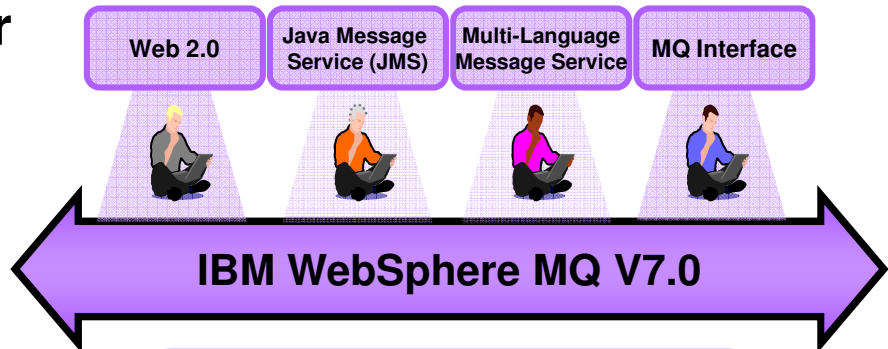 r
Web 2.0
Java Message
Service (JMS)
Multi-Language
Message Service
MQ Interface
IBM WebSphere MQ V7.0